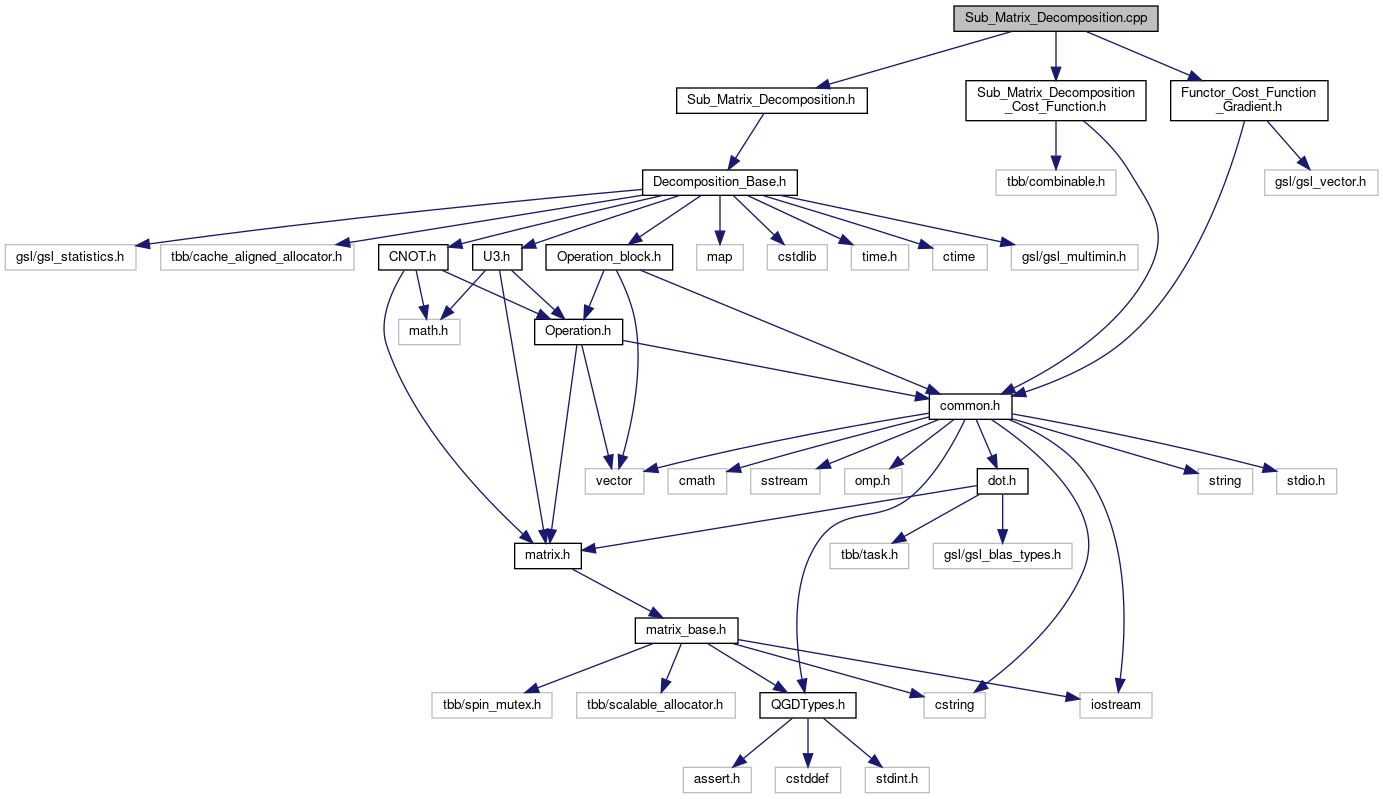 Sub_Matrix_Decomposition.cpp
Sub_Matrix_Decomposition.h
Sub_Matrix_Decomposition
_Cost_Function.h
Functor_Cost_Function
_Gradient.h
Decomposition_Base.h
tbb/combinable.h
gsl/gsl_vector.h
gsl/gsl_statistics.h
tbb/cache_aligned_allocator.h
CNOT.h
U3.h
Operation_block.h
map
cstdlib
time.h
ctime
gsl/gsl_multimin.h
math.h
Operation.h
common.h
vector
cmath
sstream
omp.h
dot.h
string
stdio.h
matrix.h
tbb/task.h
gsl/gsl_blas_types.h
matrix_base.h
tbb/spin_mutex.h
tbb/scalable_allocator.h
QGDTypes.h
cstring
iostream
assert.h
cstddef
stdint.h